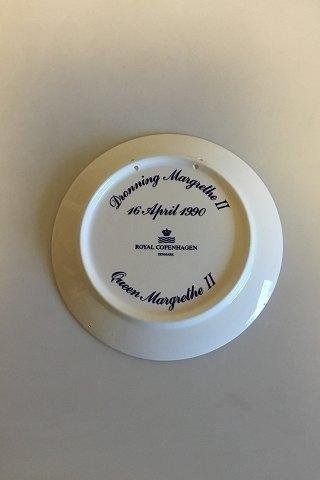 Dronning Margrethe II
16 April 1990
ROYAL COPENHAGEN
DENMARK
Queen Margrethe II